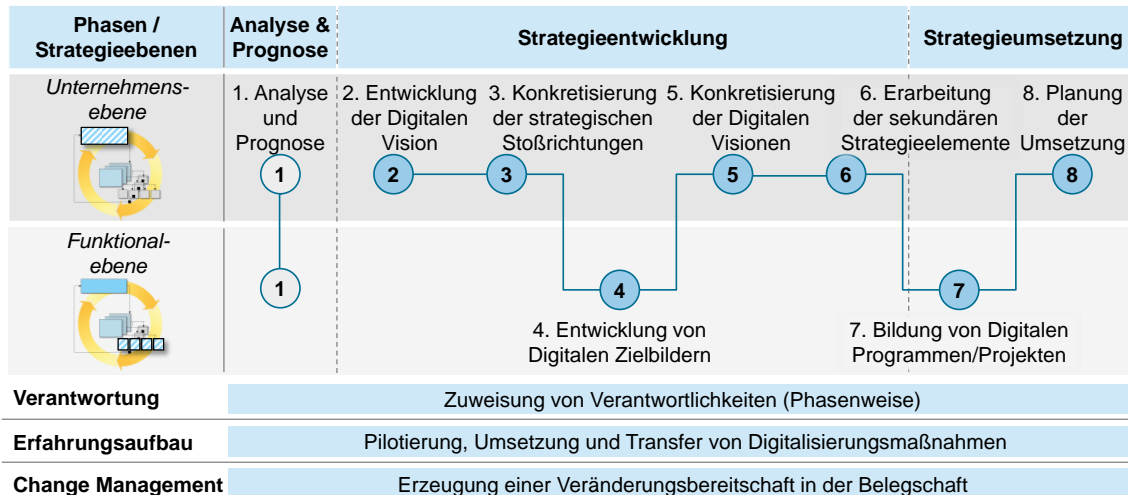 Phasen /
Strategieebenen
Analyse &
Prognose
Strategieentwicklung
Strategieumsetzung
Unternehmens-
ebene
1. Analyse
und
Prognose
2. Entwicklung
der Digitalen
Vision
3. Konkretisierung
der strategischen
Stoßrichtungen
5. Konkretisierung
der Digitalen
Visionen
6. Erarbeitung
der sekundären
Strategieelemente
8. Planung
der
Umsetzung
1
2
3
5
6
8
Funktional-
ebene
1
4
7
4. Entwicklung von
Digitalen Zielbildern
7. Bildung von Digitalen
Programmen/Projekten
Verantwortung
Zuweisung von Verantwortlichkeiten (Phasenweise)
Erfahrungsaufbau
Pilotierung, Umsetzung und Transfer von Digitalisierungsmaßnahmen
Change Management
Erzeugung einer Veränderungsbereitschaft in der Belegschaft